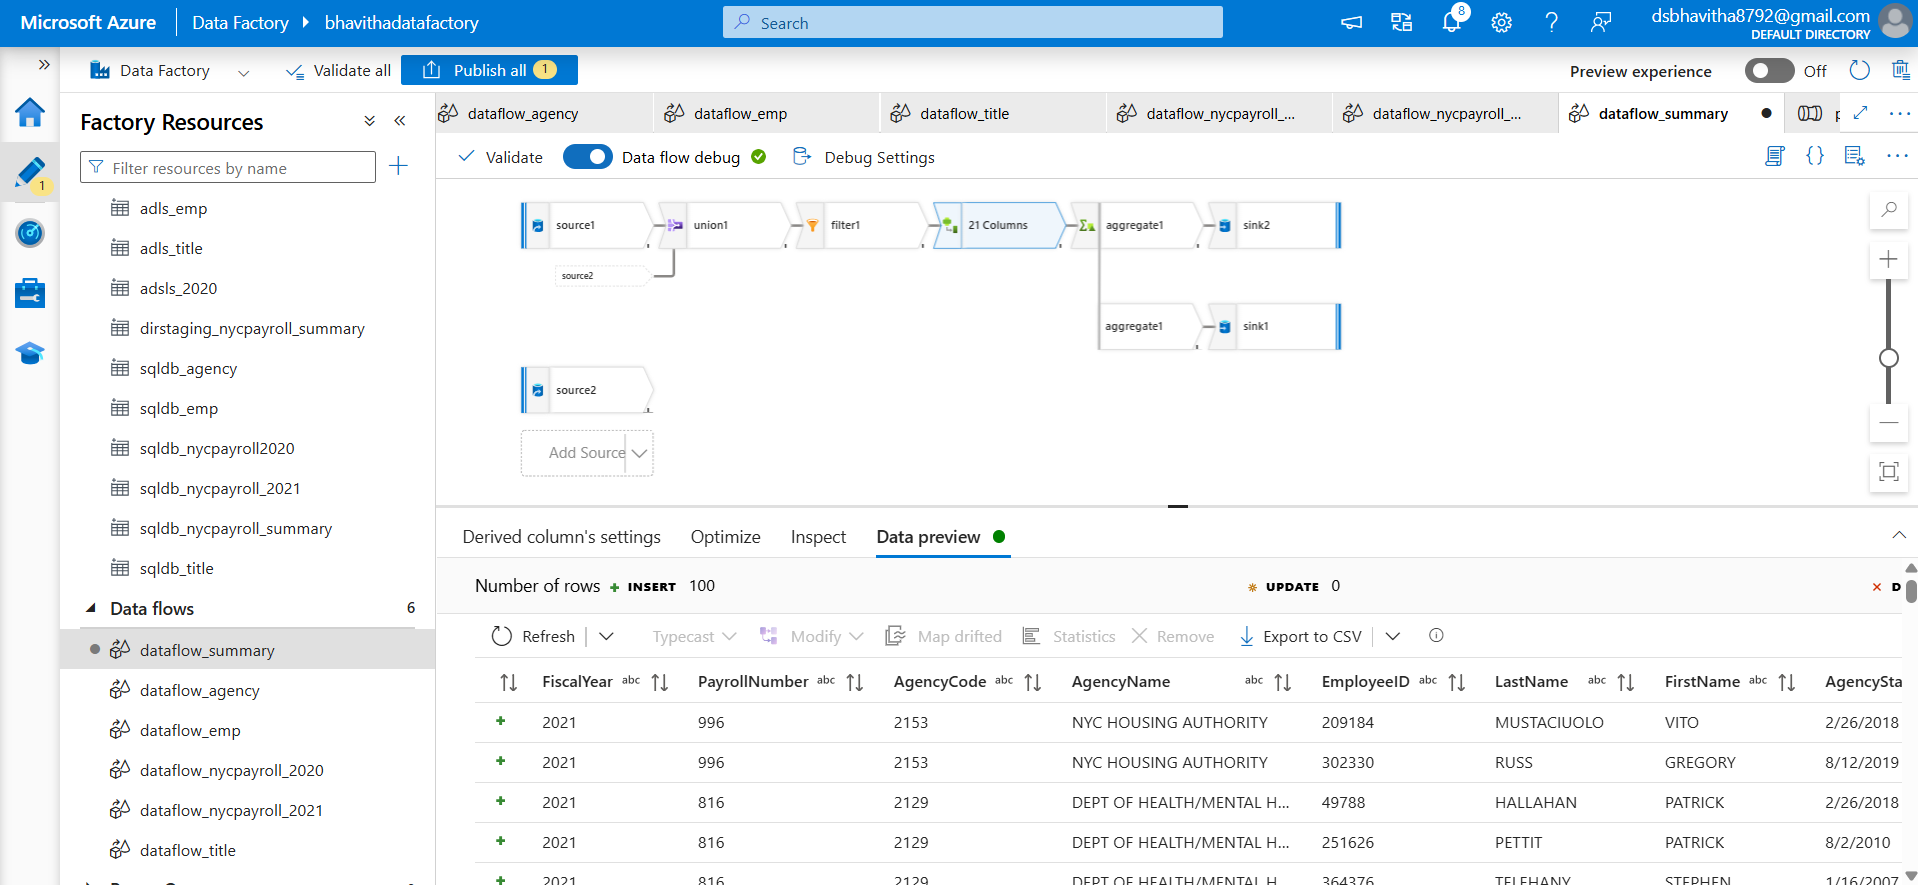 Microsoft Azure Data Factory bhavithadatafactory Search 8 dsbhavitha8792@gmail.com
DEFAULT DIRECTORY
Data Factory Validate all Publish all 1 Preview experience Off
Factory Resources
Filter resources by name
1
adls_emp
adls_title
adsls_2020
dirstaging_nycpayroll_summary
sqldb_agency
sqldb_emp
sqldb_nycpayroll2020
sqldb_nycpayroll_2021
sqldb_nycpayroll_summary
sqldb_title
Data flows 6
dataflow_summary
dataflow_agency
dataflow_emp
dataflow_nycpayroll_2020
dataflow_nycpayroll_2021
dataflow_title
dataflow_agency dataflow_emp dataflow_title dataflow_nycpayroll_... dataflow_nycpayroll_... dataflow_summary p
Validate Data flow debug Debug Settings
source1 union1 filter1 21 Columns aggregate1 sink2
source2
aggregate1 sink1
source2
Add Source
Derived column's settings Optimize Inspect Data preview
Number of rows + INSERT 100 UPDATE 0 D
Refresh Typecast Modify Map drifted Statistics Remove Export to CSV
FiscalYear abc PayrollNumber abc AgencyCode abc AgencyName abc EmployeeID abc LastName abc FirstName abc AgencySta
+ 2021 996 2153 NYC HOUSING AUTHORITY 209184 MUSTACIUOLO VITO 2/26/2018
+ 2021 996 2153 NYC HOUSING AUTHORITY 302330 RUSS GREGORY 8/12/2019
+ 2021 816 2129 DEPT OF HEALTH/MENTAL H... 49788 HALLAHAN PATRICK 2/26/2018
+ 2021 816 2129 DEPT OF HEALTH/MENTAL H... 251626 PETTIT PATRICK 8/2/2010
+ 2021 816 2129 DEPT OF HEALTH/MENTAL H... 364376 TELEHANY STEPHEN 1/16/2007